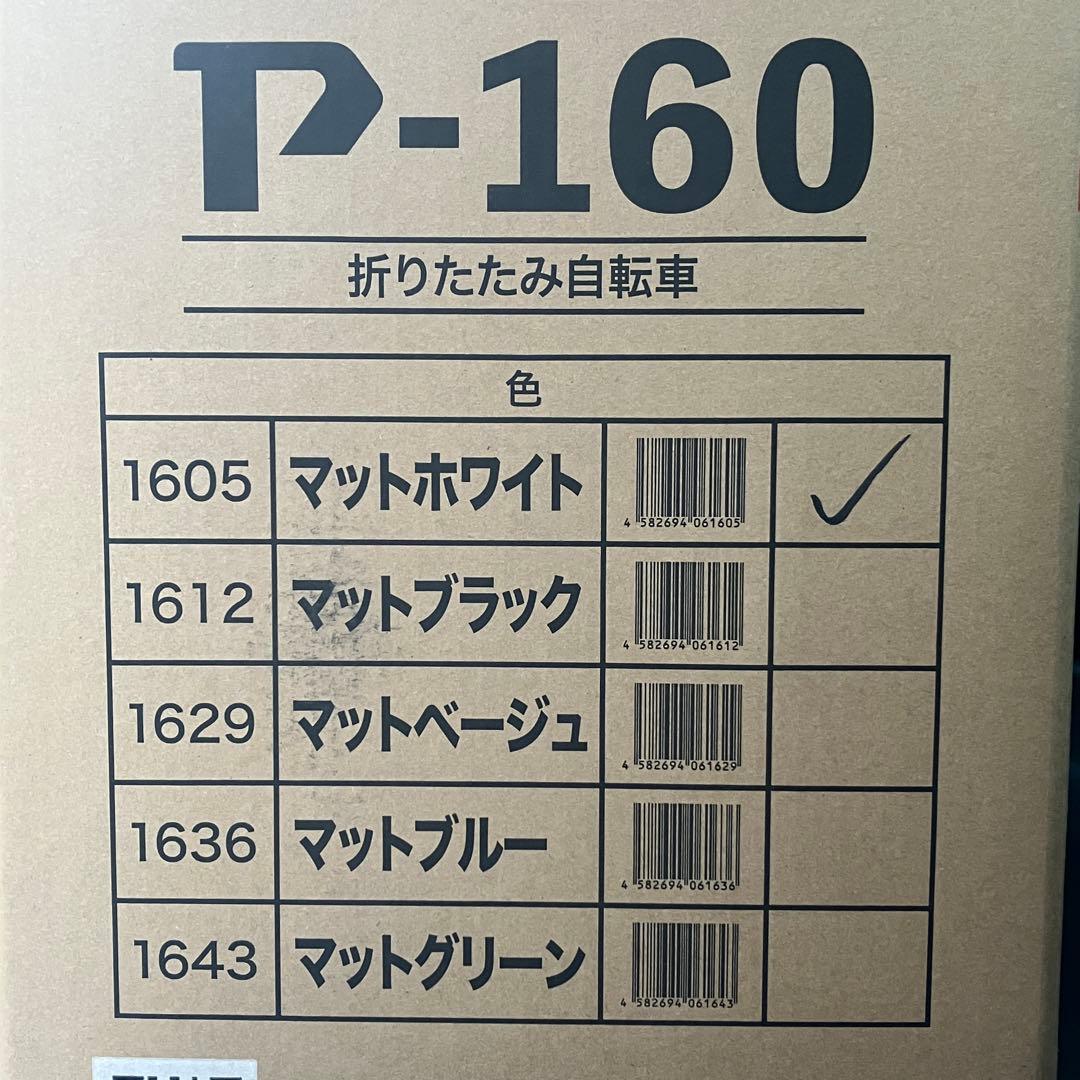 P-160
折りたたみ自転車
色
1605 マットホワイト 4 582694 061605
1612 マットブラック 4 582694 061612
1629 マットベージュ 4 582694 061629
1636 マットブルー 4 582694 061636
1643 マットグリーン 4 582694 061643